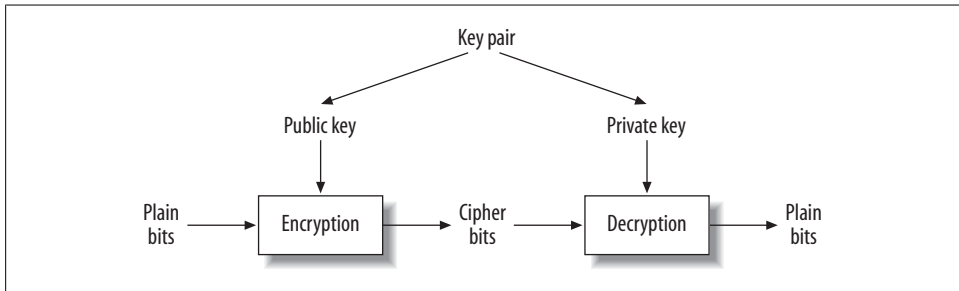 Key pair
Public key
Private key
Plain
bits
Encryption
Cipher
bits
Decryption
Plain
bits